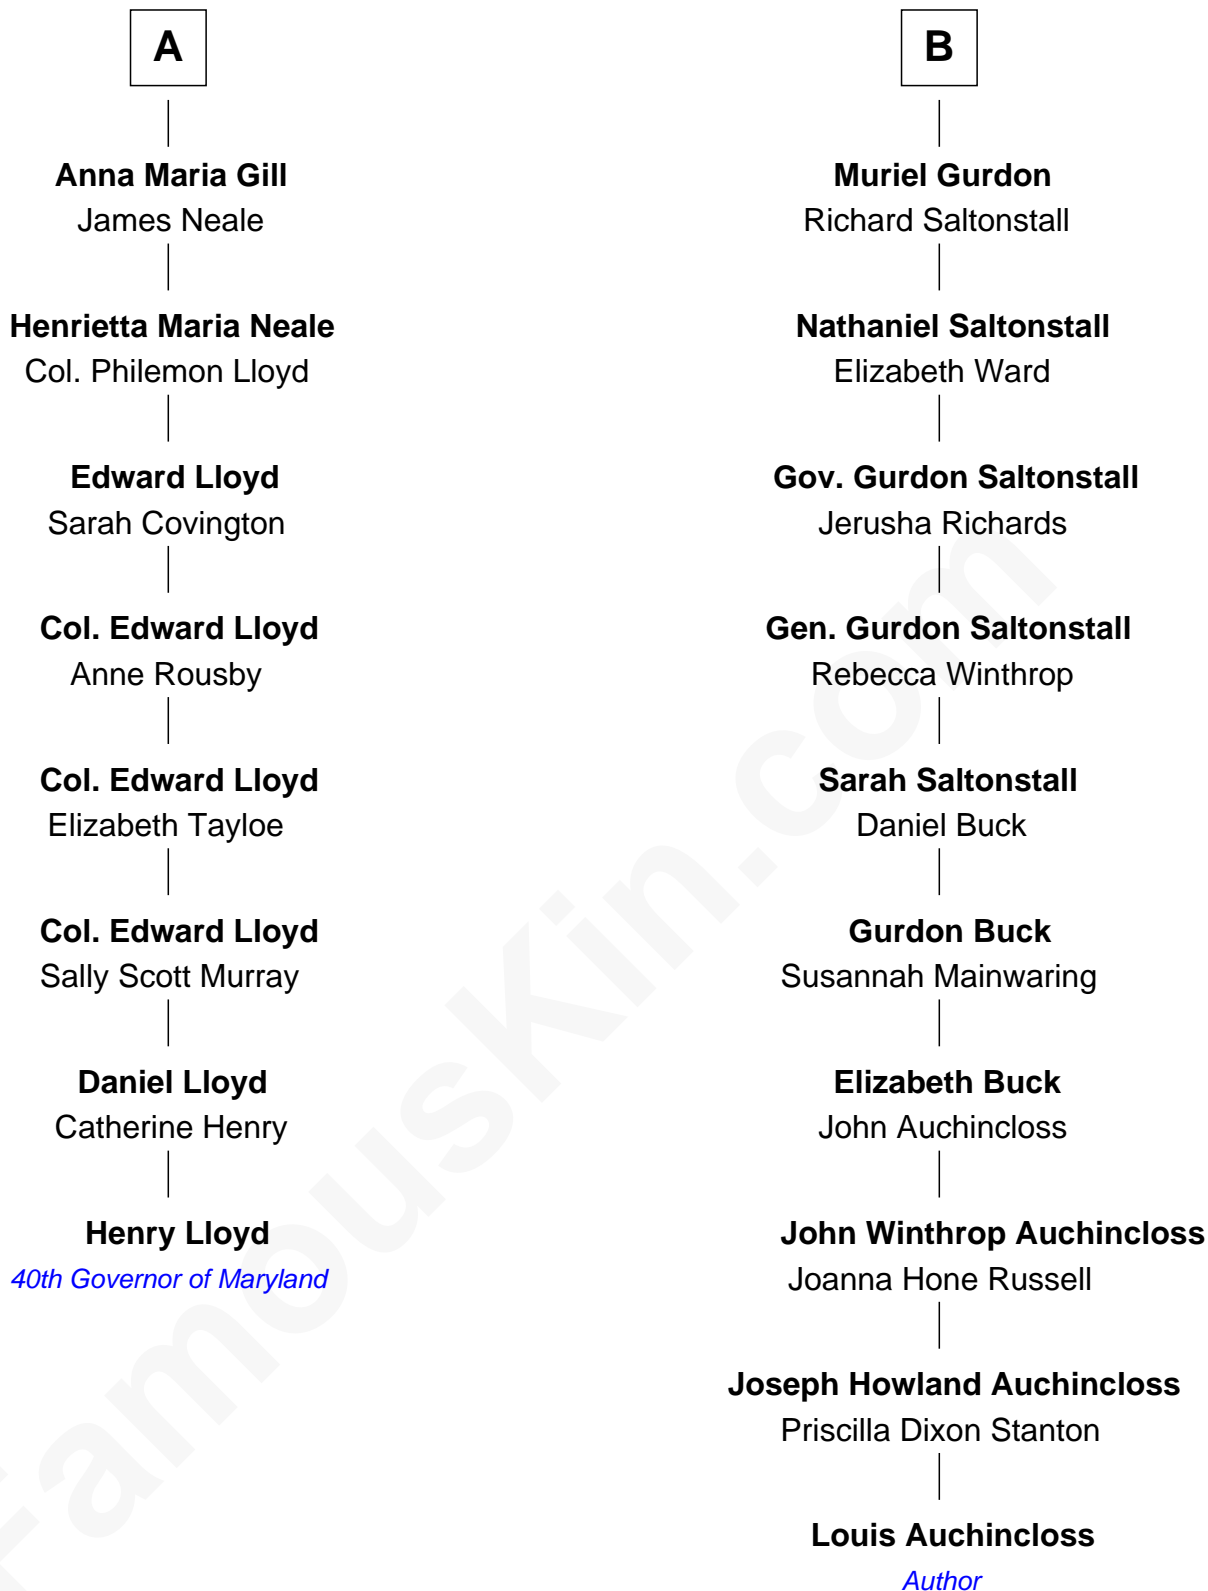 A
Anna Maria Gill
James Neale
Henrietta Maria Neale
Col. Philemon Lloyd
Edward Lloyd
Sarah Covington
Col. Edward Lloyd
Anne Rousby
Col. Edward Lloyd
Elizabeth Tayloe
Col. Edward Lloyd
Sally Scott Murray
Daniel Lloyd
Catherine Henry
Henry Lloyd
40th Governor of Maryland
B
Muriel Gurdon
Richard Saltonstall
Nathaniel Saltonstall
Elizabeth Ward
Gov. Gurdon Saltonstall
Jerusha Richards
Gen. Gurdon Saltonstall
Rebecca Winthrop
Sarah Saltonstall
Daniel Buck
Gurdon Buck
Susannah Mainwaring
Elizabeth Buck
John Auchincloss
John Winthrop Auchincloss
Joanna Hone Russell
Joseph Howland Auchincloss
Priscilla Dixon Stanton
Louis Auchincloss
Author
FamousKin.com